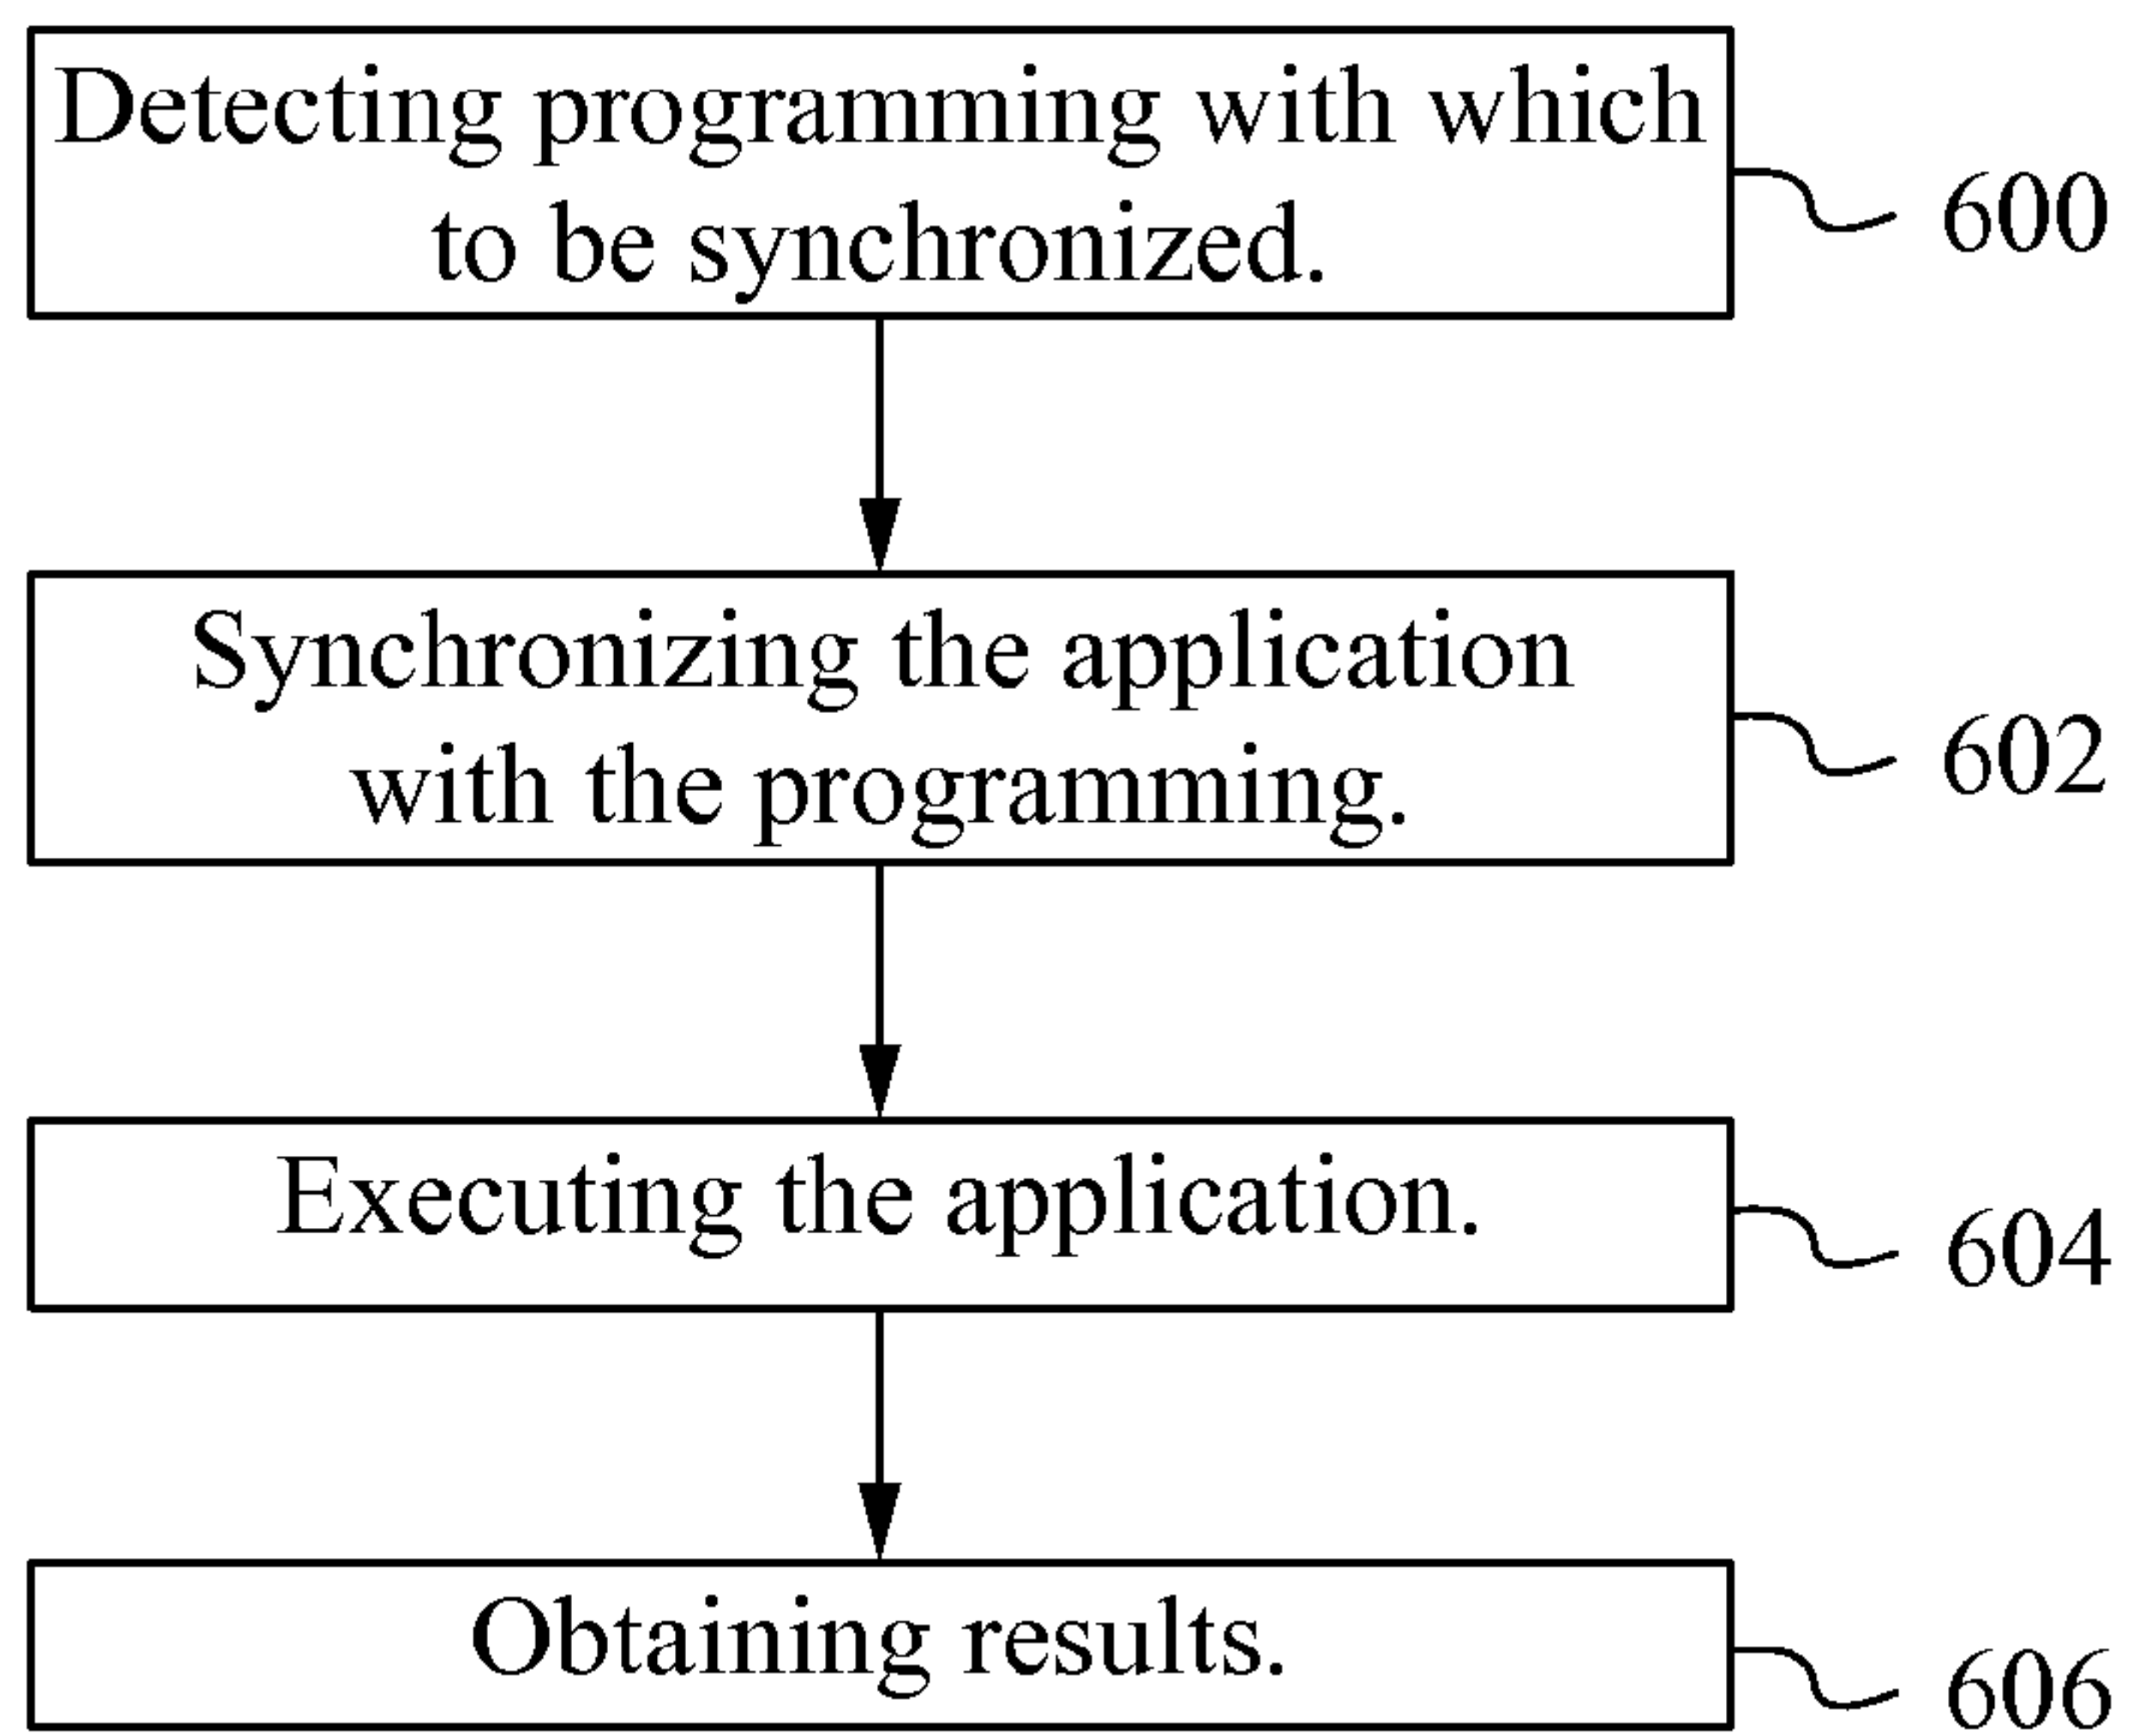 Detecting programming with which
to be synchronized.
600
Synchronizing the application
with the programming.
602
Executing the application.
604
Obtaining results.
606